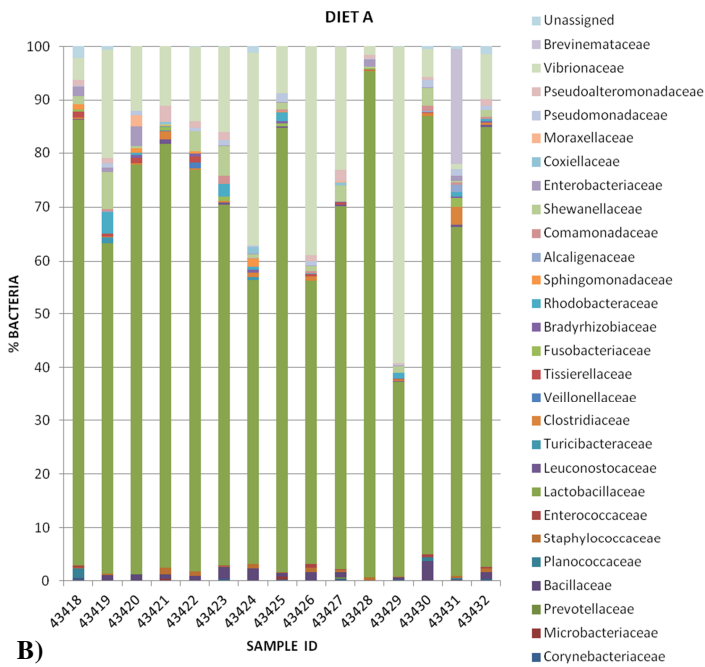 DIET A
% BACTERIA
100
90
80
70
60
50
40
30
20
10
0
43418
43419
43420
43421
43422
43423
43424
43425
43426
43427
43428
43429
43430
43431
43432
SAMPLE ID
B)
Unassigned
Brevinemataceae
Vibrionaceae
Pseudoalteromonadaceae
Pseudomonadaceae
Moraxellaceae
Coxiellaceae
Enterobacteriaceae
Shewanellaceae
Comamonadaceae
Alcaligenaceae
Sphingomonadaceae
Rhodobacteraceae
Bradyrhizobiaceae
Fusobacteriaceae
Tissierellaceae
Veillonellaceae
Clostridiaceae
Turicibacteraceae
Leuconostocaceae
Lactobacillaceae
Enterococcaceae
Staphylococcaceae
Planococcaceae
Bacillaceae
Prevotellaceae
Microbacteriaceae
Corynebacteriaceae